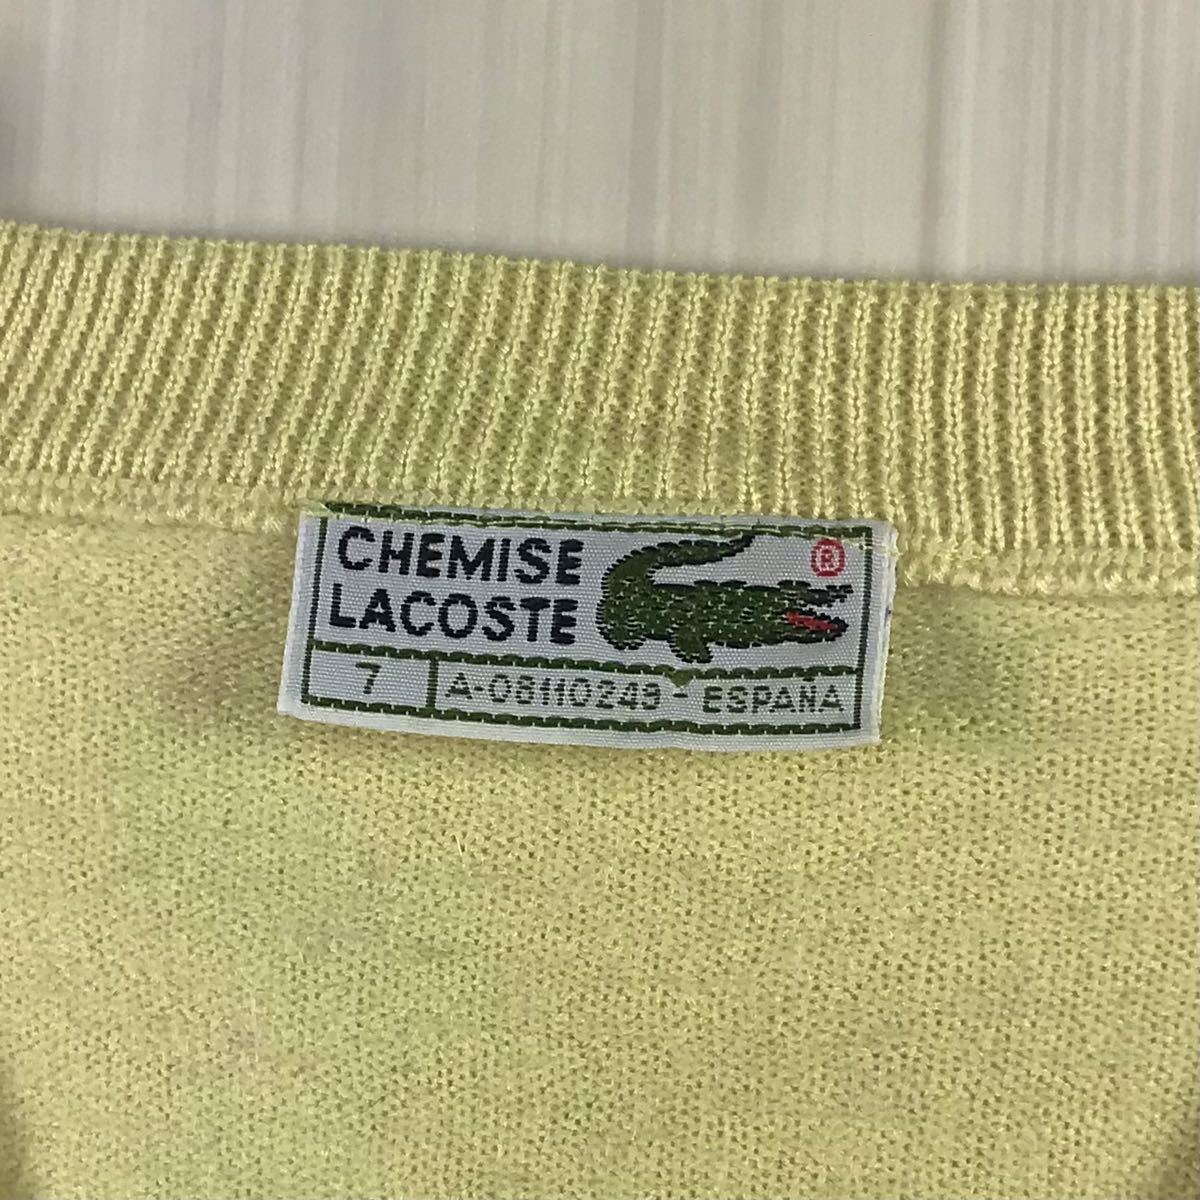 CHEMISE
LACOSTE
®
7 A-08110249 - ESPAÑA